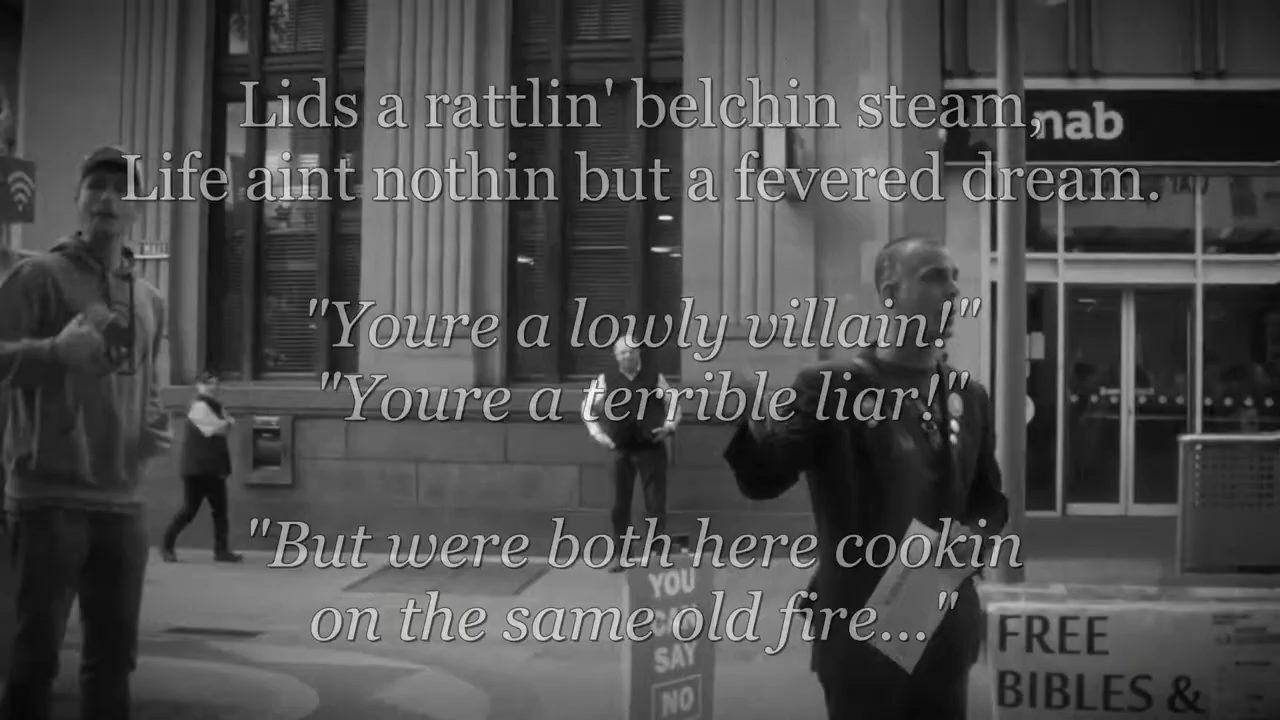 Lids a rattlin' belchin steam,
nab
Life aint nothin but a fevered dream.
"Youre a lowly villain!"
"Youre a terrible liar!"
"But were both here cookin
on the same old fire..."
YOU
CAN
SAY
NO
FREE
BIBLES &